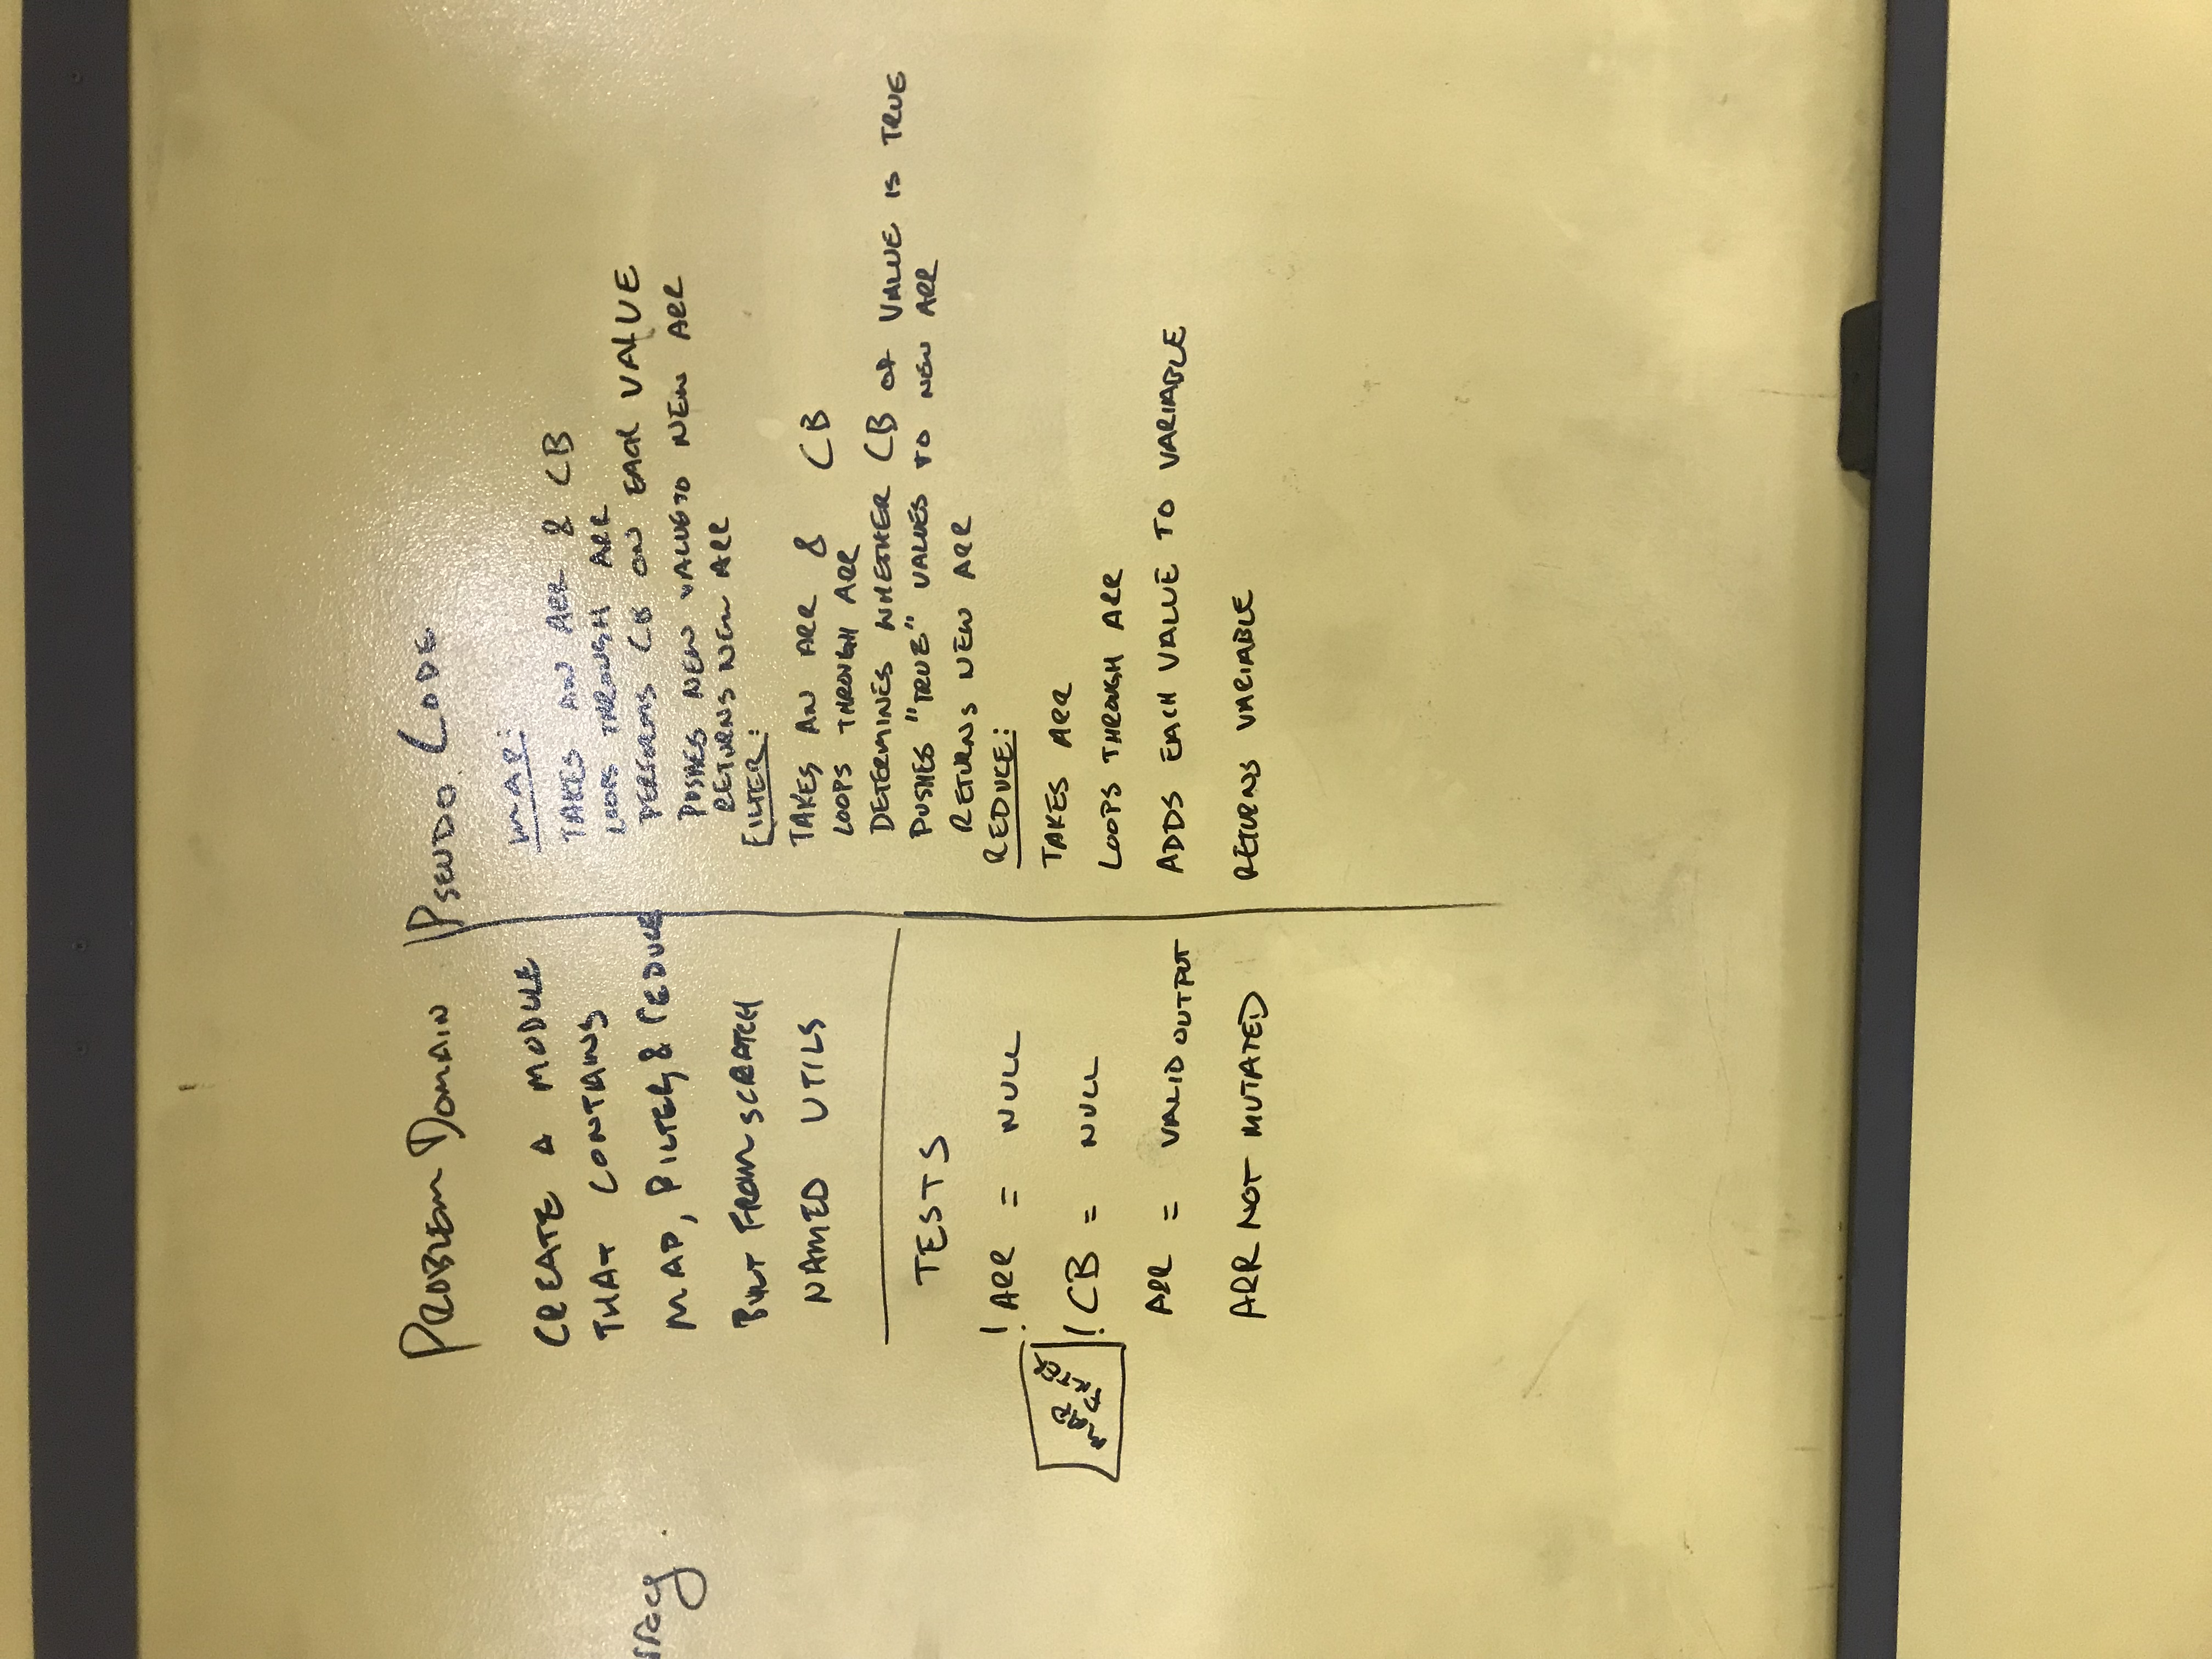 Problem Domain
CREATE A MODULE
THAT CONTAINS
MAP, FILTER, & REDUCE
BUILT FROM SCRATCH
NAMED UTILS
TESTS
! ARR = NULL
MAP
FILTER
! CB = NULL
ARR = VALID OUTPUT
ARR NOT MUTATED
Pseudo Code
MAP:
TAKES AN ARR & CB
LOOPS THROUGH ARR
PERFORMS CB ON EACH VALUE
PUSHES NEW VALUE TO NEW ARR
RETURNS NEW ARR
FILTER:
TAKES AN ARR & CB
LOOPS THROUGH ARR
DETERMINES WHETHER CB OF VALUE IS TRUE
PUSHES "TRUE" VALUES TO NEW ARR
RETURNS NEW ARR
REDUCE:
TAKES ARR
LOOPS THROUGH ARR
ADDS EACH VALUE TO VARIABLE
RETURNS VARIABLE